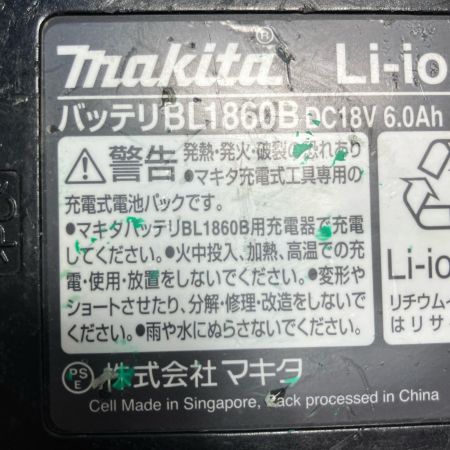 makita® Li-io
バッテリBL1860B DC18V 6.0Ah
警告 発熱・発火・破裂の恐れあり
●マキタ充電式工具専用の
充電式電池パックです。
●マキタバッテリBL1860B用充電器で充電
してください。●火中投入、加熱、高温での充
電・使用・放置をしないでください。●変形や
ショートさせたり、分解・修理・改造をしないで
ください。●雨や水にぬらさないでください。
Li-io
リチウムイ
はリサ
PS
E
株式会社 マキタ
Cell Made in Singapore, Pack processed in China